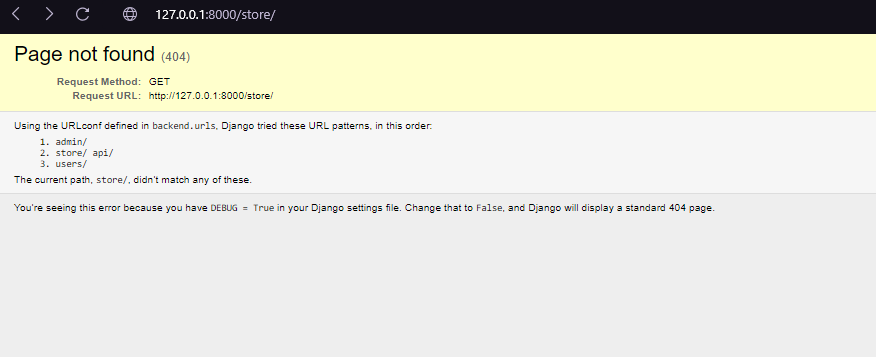 127.0.0.1:8000/store/
Page not found (404)
Request Method: GET
Request URL: http://127.0.0.1:8000/store/
Using the URLconf defined in backend.urls, Django tried these URL patterns, in this order:
1. admin/
2. store/ api/
3. users/
The current path, store/, didn't match any of these.
You're seeing this error because you have DEBUG = True in your Django settings file. Change that to False, and Django will display a standard 404 page.